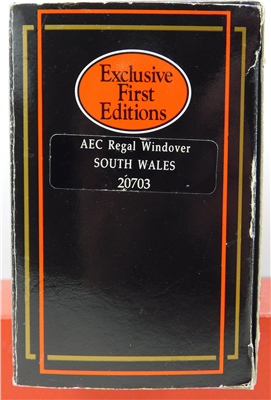 Exclusive
First
Editions
AEC Regal Windover
SOUTH WALES
20703